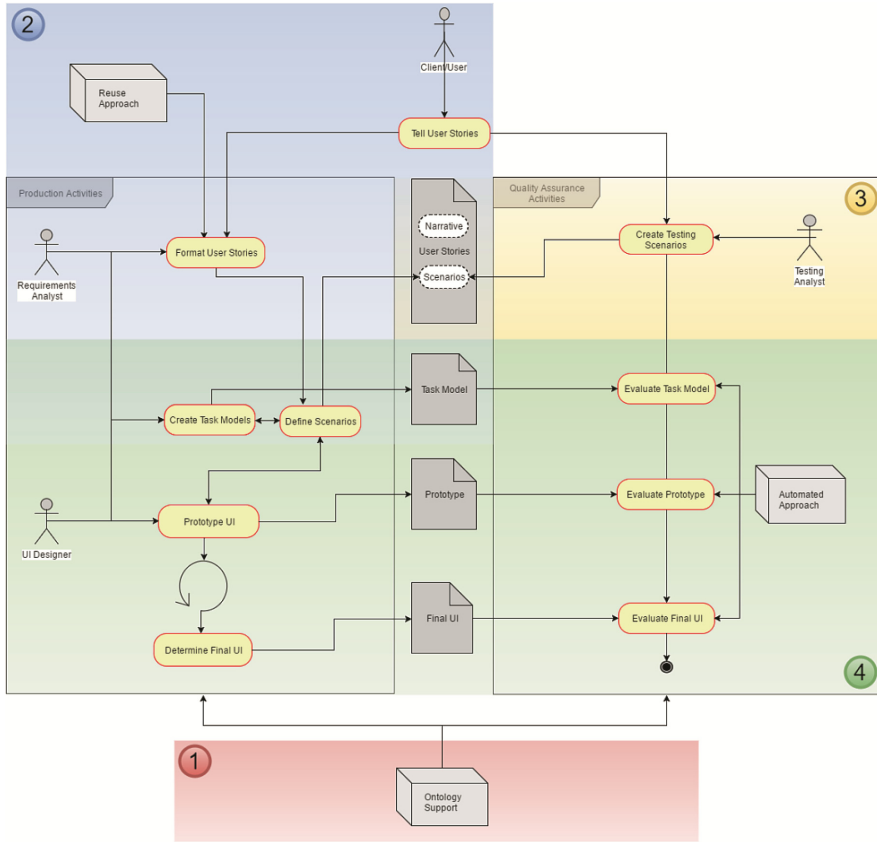 2
Client/User
Reuse
Approach
Tell User Stories
Production Activities
Quality Assurance
Activities
3
Narrative
User Stories
Scenarios
Format User Stories
Create Testing
Scenarios
Requirements
Analyst
Testing
Analyst
Task Model
Evaluate Task Model
Create Task Models
Define Scenarios
Prototype
Evaluate Prototype
Automated
Approach
Prototype UI
UI Designer
Final UI
Evaluate Final UI
Determine Final UI
4
1
Ontology
Support